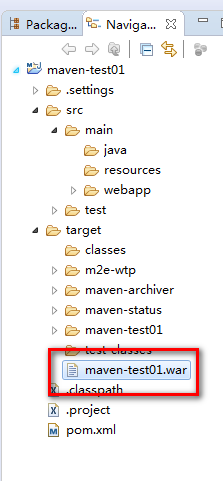 Packag...
Naviga...
maven-test01
.settings
src
main
java
resources
webapp
test
target
classes
m2e-wtp
maven-archiver
maven-status
maven-test01
test-classes
maven-test01.war
.classpath
.project
pom.xml